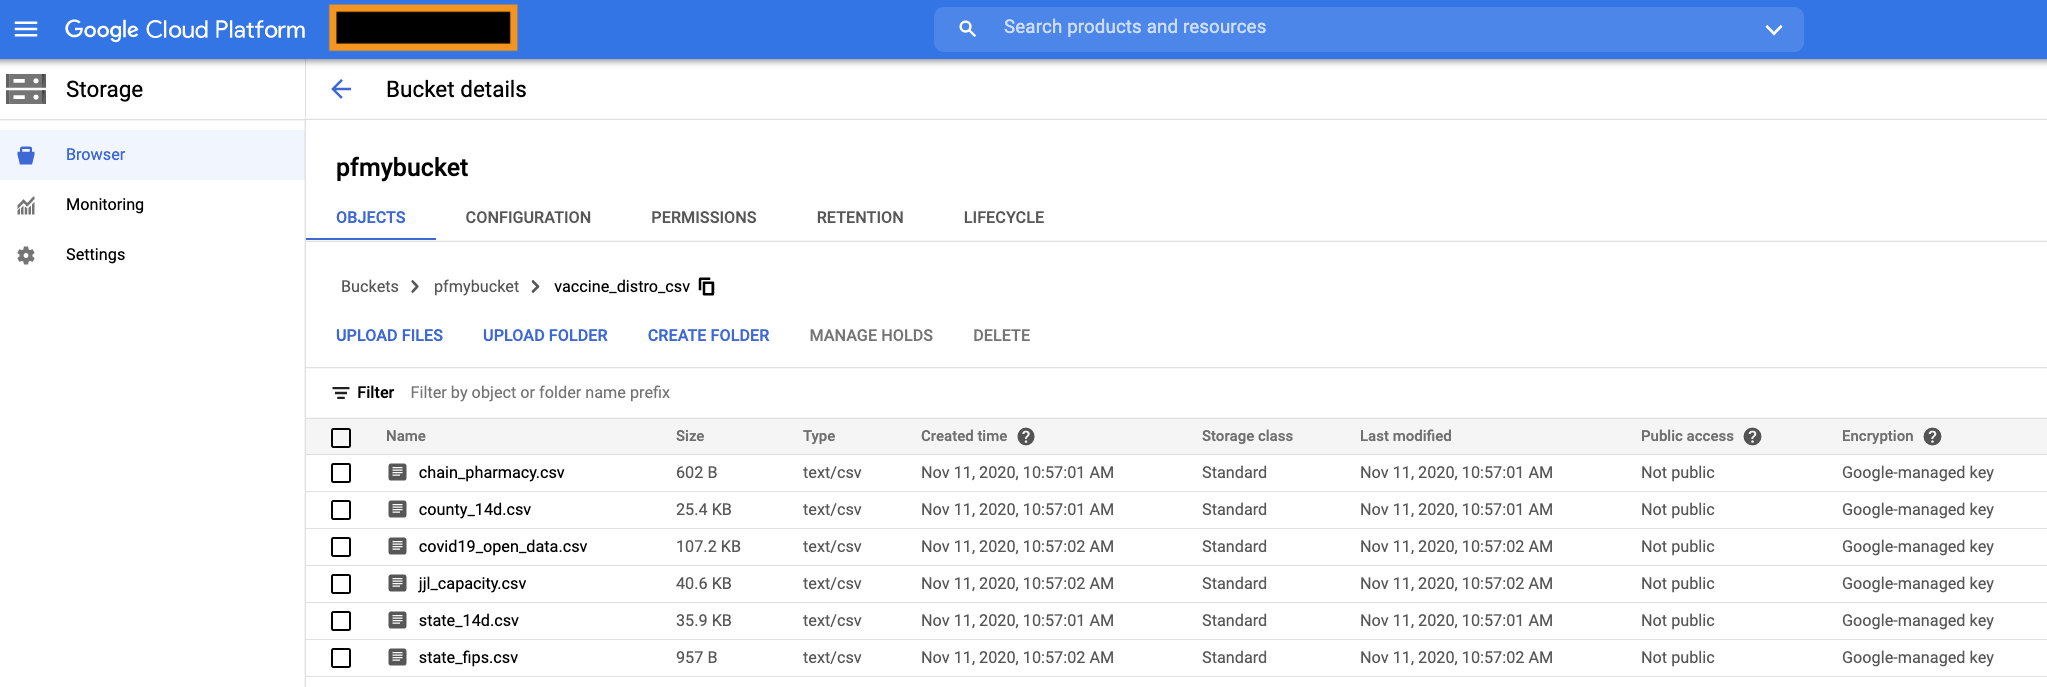 Google Cloud Platform
Search products and resources
Storage
Bucket details
Browser
Monitoring
Settings
pfmybucket
OBJECTS CONFIGURATION PERMISSIONS RETENTION LIFECYCLE
Buckets > pfmybucket > vaccine_distro_csv
UPLOAD FILES UPLOAD FOLDER CREATE FOLDER MANAGE HOLDS DELETE
Filter Filter by object or folder name prefix
Name Size Type Created time ? Storage class Last modified Public access ? Encryption ?
chain_pharmacy.csv 602 B text/csv Nov 11, 2020, 10:57:01 AM Standard Nov 11, 2020, 10:57:01 AM Not public Google-managed key
county_14d.csv 25.4 KB text/csv Nov 11, 2020, 10:57:01 AM Standard Nov 11, 2020, 10:57:01 AM Not public Google-managed key
covid19_open_data.csv 107.2 KB text/csv Nov 11, 2020, 10:57:02 AM Standard Nov 11, 2020, 10:57:02 AM Not public Google-managed key
jjl_capacity.csv 40.6 KB text/csv Nov 11, 2020, 10:57:02 AM Standard Nov 11, 2020, 10:57:02 AM Not public Google-managed key
state_14d.csv 35.9 KB text/csv Nov 11, 2020, 10:57:01 AM Standard Nov 11, 2020, 10:57:01 AM Not public Google-managed key
state_fips.csv 957 B text/csv Nov 11, 2020, 10:57:02 AM Standard Nov 11, 2020, 10:57:02 AM Not public Google-managed key